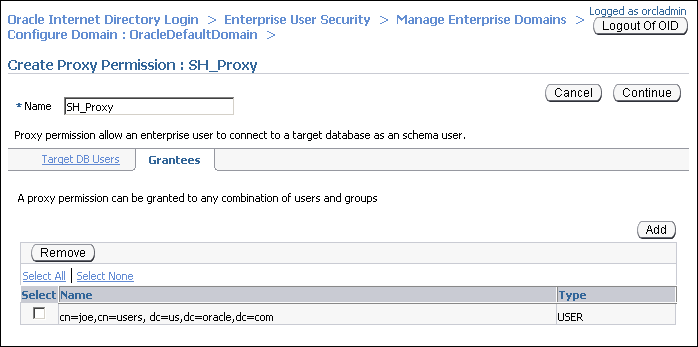 Logged as orcladmin
Oracle Internet Directory Login > Enterprise User Security > Manage Enterprise Domains >
Logout Of OID
Configure Domain : OracleDefaultDomain >
Create Proxy Permission : SH_Proxy
Cancel Continue
* Name SH_Proxy
Proxy permission allow an enterprise user to connect to a target database as an schema user.
Target DB Users Grantees
A proxy permission can be granted to any combination of users and groups
Add
Remove
Select All | Select None
Select Name Type
cn=joe,cn=users, dc=us,dc=oracle,dc=com USER